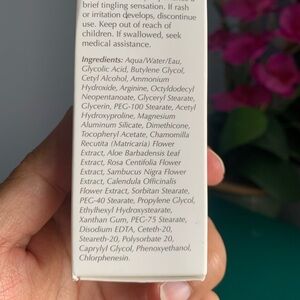 brief tingling sensation. If rash
or irritation develops, discontinue
use. Keep out of reach of
children. If swallowed, seek
medical assistance.
Ingredients: Aqua/Water/Eau,
Glycolic Acid, Butylene Glycol,
Cetyl Alcohol, Ammonium
Hydroxide, Arginine, Octyldodecyl
Neopentanoate, Glyceryl Stearate,
Glycerin, PEG-100 Stearate, Acetyl
Hydroxyproline, Magnesium
Aluminum Silicate, Dimethicone,
Tocopheryl Acetate, Chamomilla
Recutita (Matricaria) Flower
Extract, Aloe Barbadensis Leaf
Extract, Rosa Centifolia Flower
Extract, Sambucus Nigra Flower
Extract, Calendula Officinalis
Flower Extract, Sorbitan Stearate,
PEG-40 Stearate, Propylene Glycol,
Ethylhexyl Hydroxystearate,
Xanthan Gum, PEG-75 Stearate,
Disodium EDTA, Ceteth-20,
Steareth-20, Polysorbate 20,
Caprylyl Glycol, Phenoxyethanol,
Chlorphenesin.